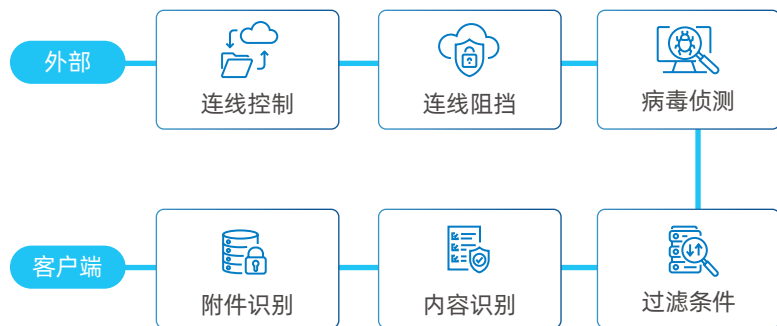 外部
连线控制
连线阻挡
病毒侦测
客户端
附件识别
内容识别
过滤条件